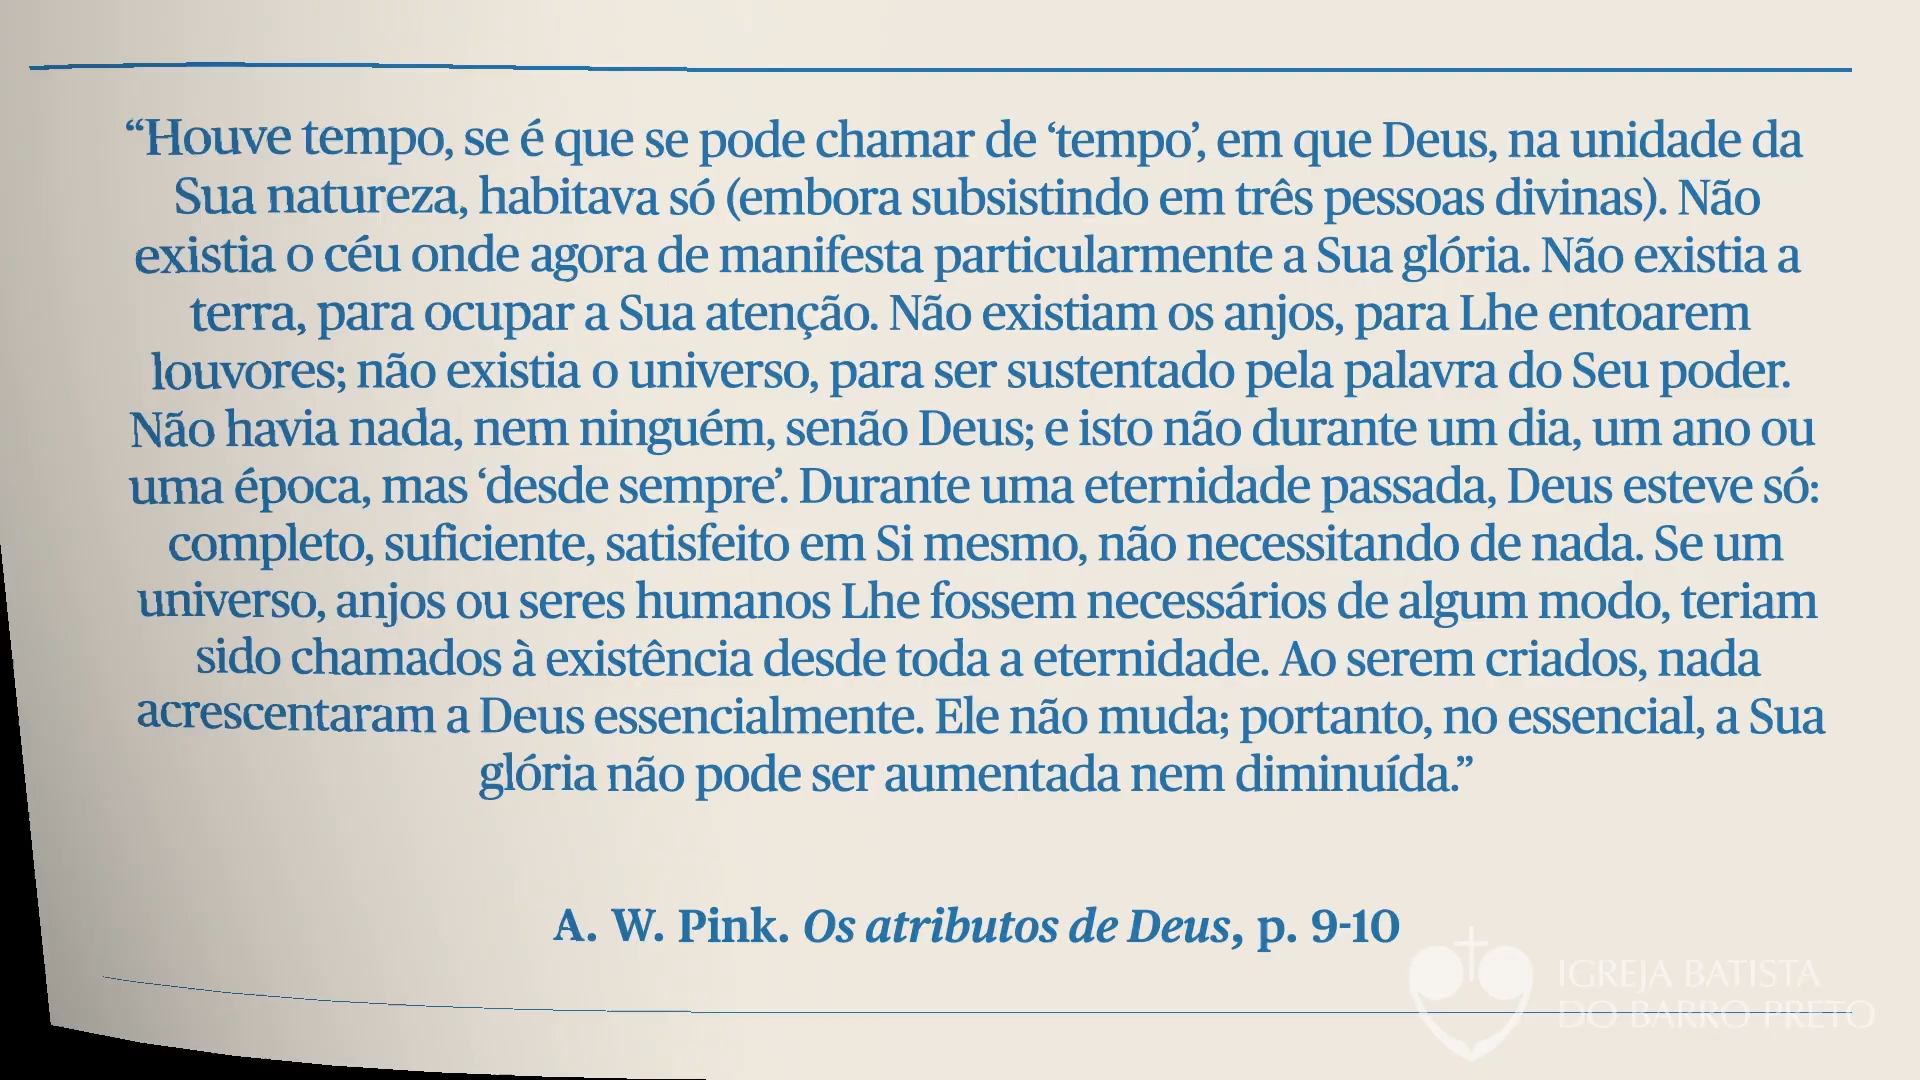 “Houve tempo, se é que se pode chamar de ‘tempo’, em que Deus, na unidade da
Sua natureza, habitava só (embora subsistindo em três pessoas divinas). Não
existia o céu onde agora de manifesta particularmente a Sua glória. Não existia a
terra, para ocupar a Sua atenção. Não existiam os anjos, para Lhe entoarem
louvores; não existia o universo, para ser sustentado pela palavra do Seu poder.
Não havia nada, nem ninguém, senão Deus; e isto não durante um dia, um ano ou
uma época, mas ‘desde sempre’. Durante uma eternidade passada, Deus esteve só:
completo, suficiente, satisfeito em Si mesmo, não necessitando de nada. Se um
universo, anjos ou seres humanos Lhe fossem necessários de algum modo, teriam
sido chamados à existência desde toda a eternidade. Ao serem criados, nada
acrescentaram a Deus essencialmente. Ele não muda; portanto, no essencial, a Sua
glória não pode ser aumentada nem diminuída.”
A. W. Pink. Os atributos de Deus, p. 9-10
IGREJA BATISTA
DO BARRO PRETO